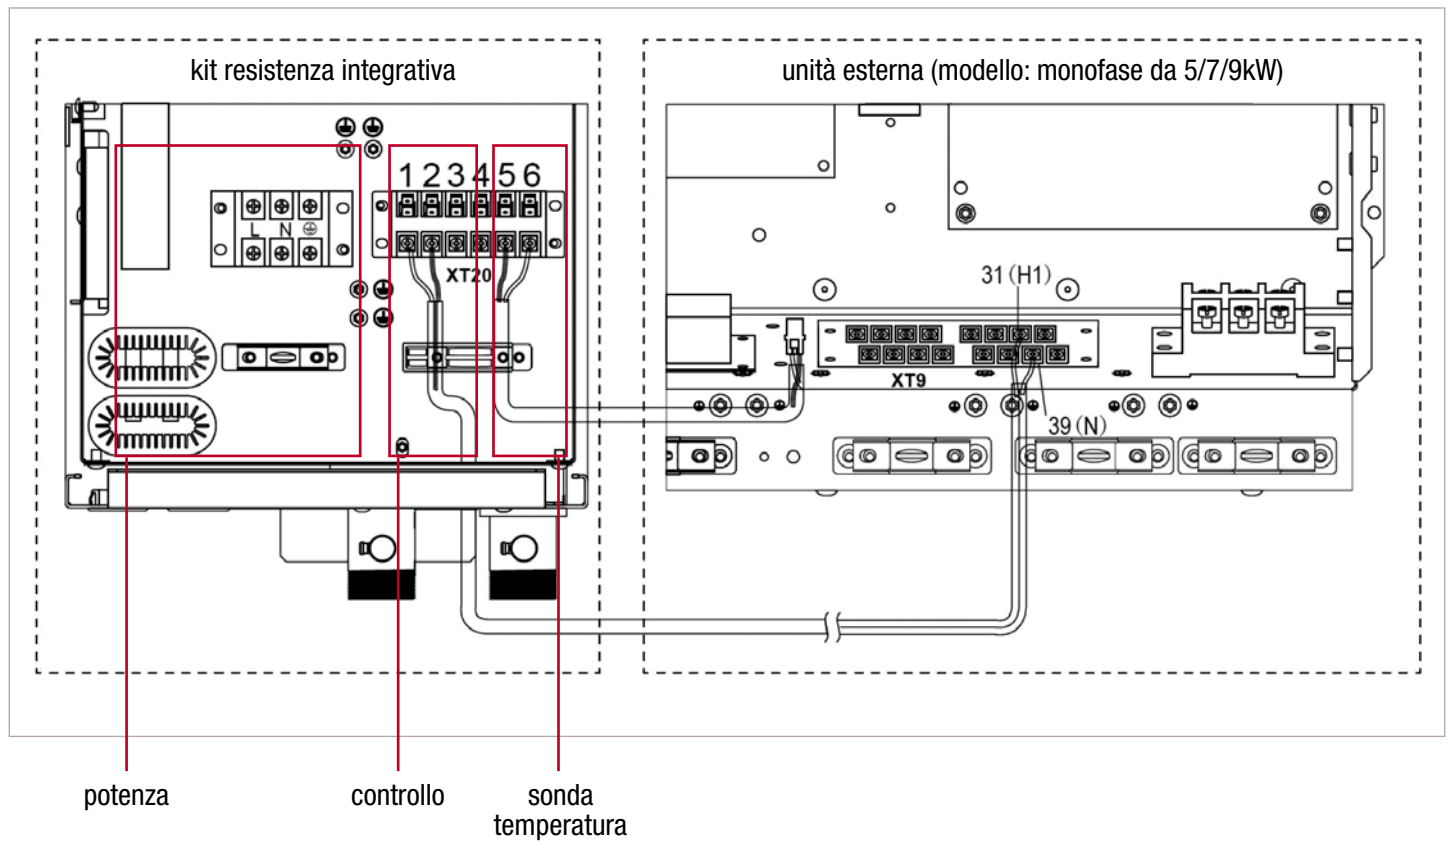 kit resistenza integrativa
unità esterna (modello: monofase da 5/7/9kW)
1 2 3 4 5 6
L N
XT20
31(H1)
XT9
39(N)
potenza
controllo
sonda
temperatura